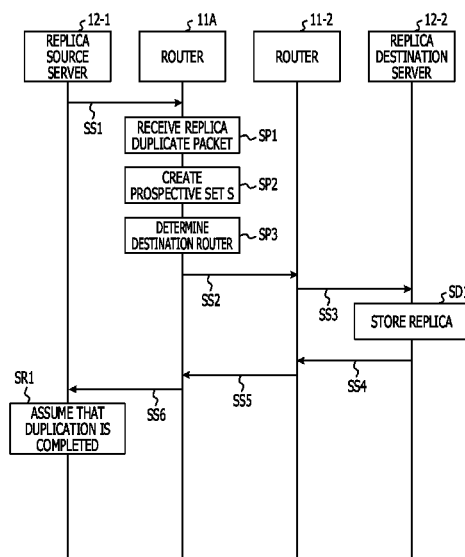 12-1
11A
11-2
12-2
REPLICA
SOURCE
SERVER
ROUTER
ROUTER
REPLICA
DESTINATION
SERVER
SS1
RECEIVE REPLICA
DUPLICATE PACKET
SP1
CREATE
PROSPECTIVE SET S
SP2
DETERMINE
DESTINATION ROUTER
SP3
SS2
SS3
SD1
STORE REPLICA
SS4
SS5
SS6
SR1
ASSUME THAT
DUPLICATION IS
COMPLETED